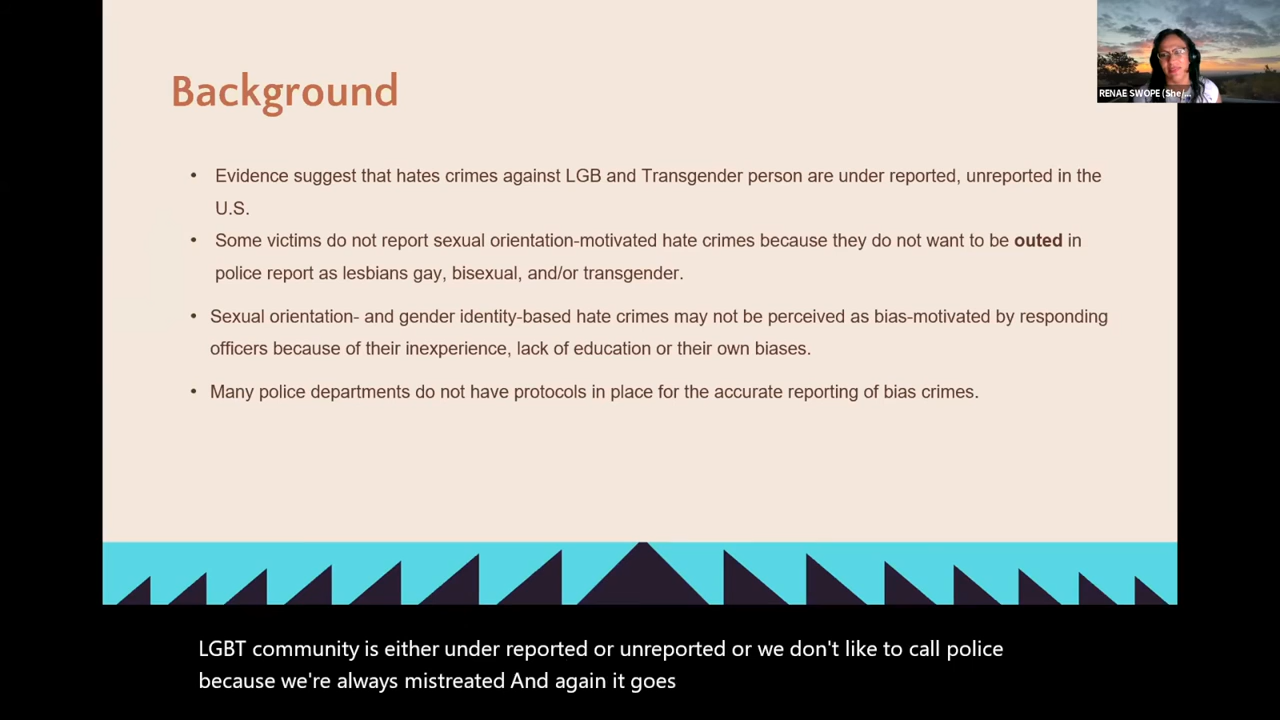 Background
RENAE SWOPE (She/...
• Evidence suggest that hates crimes against LGB and Transgender person are under reported, unreported in the
U.S.
• Some victims do not report sexual orientation-motivated hate crimes because they do not want to be outed in
police report as lesbians gay, bisexual, and/or transgender.
• Sexual orientation- and gender identity-based hate crimes may not be perceived as bias-motivated by responding
officers because of their inexperience, lack of education or their own biases.
• Many police departments do not have protocols in place for the accurate reporting of bias crimes.
LGBT community is either under reported or unreported or we don't like to call police
because we're always mistreated And again it goes